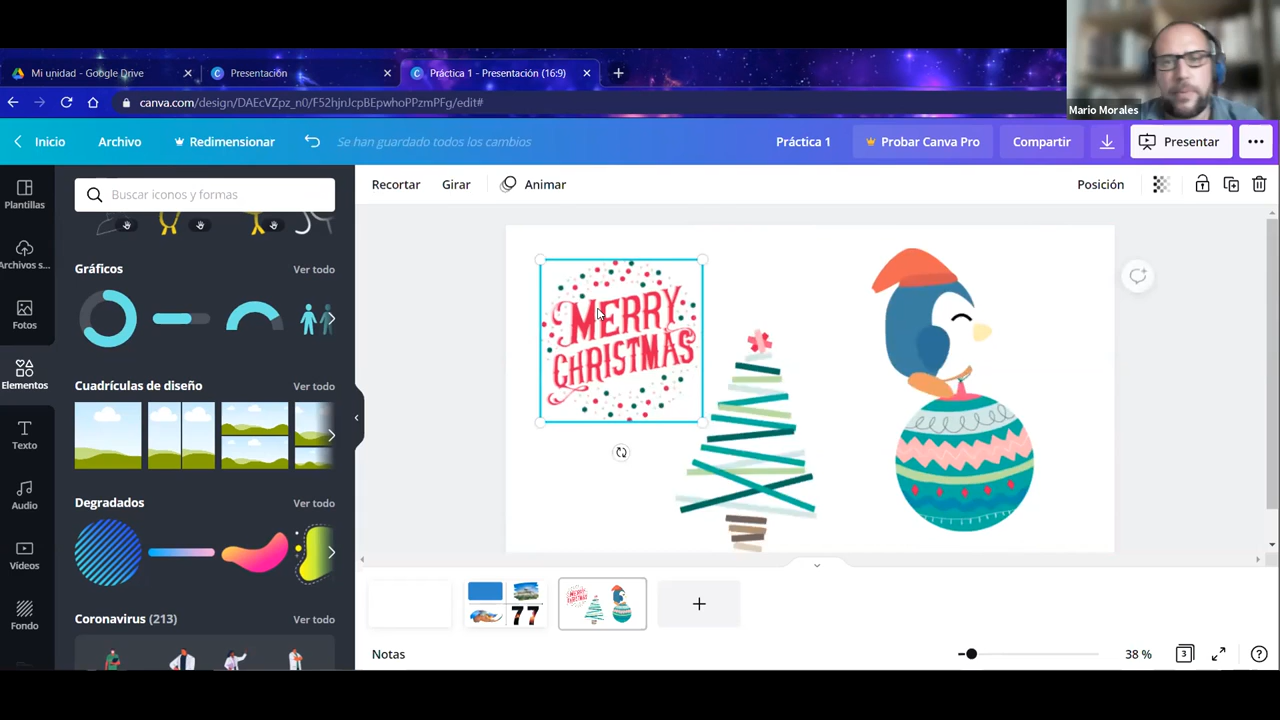 Mi unidad - Google Drive
Presentación
Práctica 1 - Presentación (16:9)
Mario Morales
canva.com/design/DAEcVZpz_n0/F52hjnJcpBEpwhoPPzmPFg/edit#
Inicio
Archivo
Redimensionar
Se han guardado todos los cambios
Práctica 1
Probar Canva Pro
Compartir
Presentar
Plantillas
Buscar iconos y formas
Recortar
Girar
Animar
Posición
Archivos s...
Gráficos
Ver todo
Fotos
MERRY
CHRISTMAS
Elementos
Cuadrículas de diseño
Ver todo
Texto
Audio
Degradados
Ver todo
Vídeos
Fondo
Coronavirus (213)
Ver todo
77
MERRY
CHRISTMAS
Notas
38 %
3